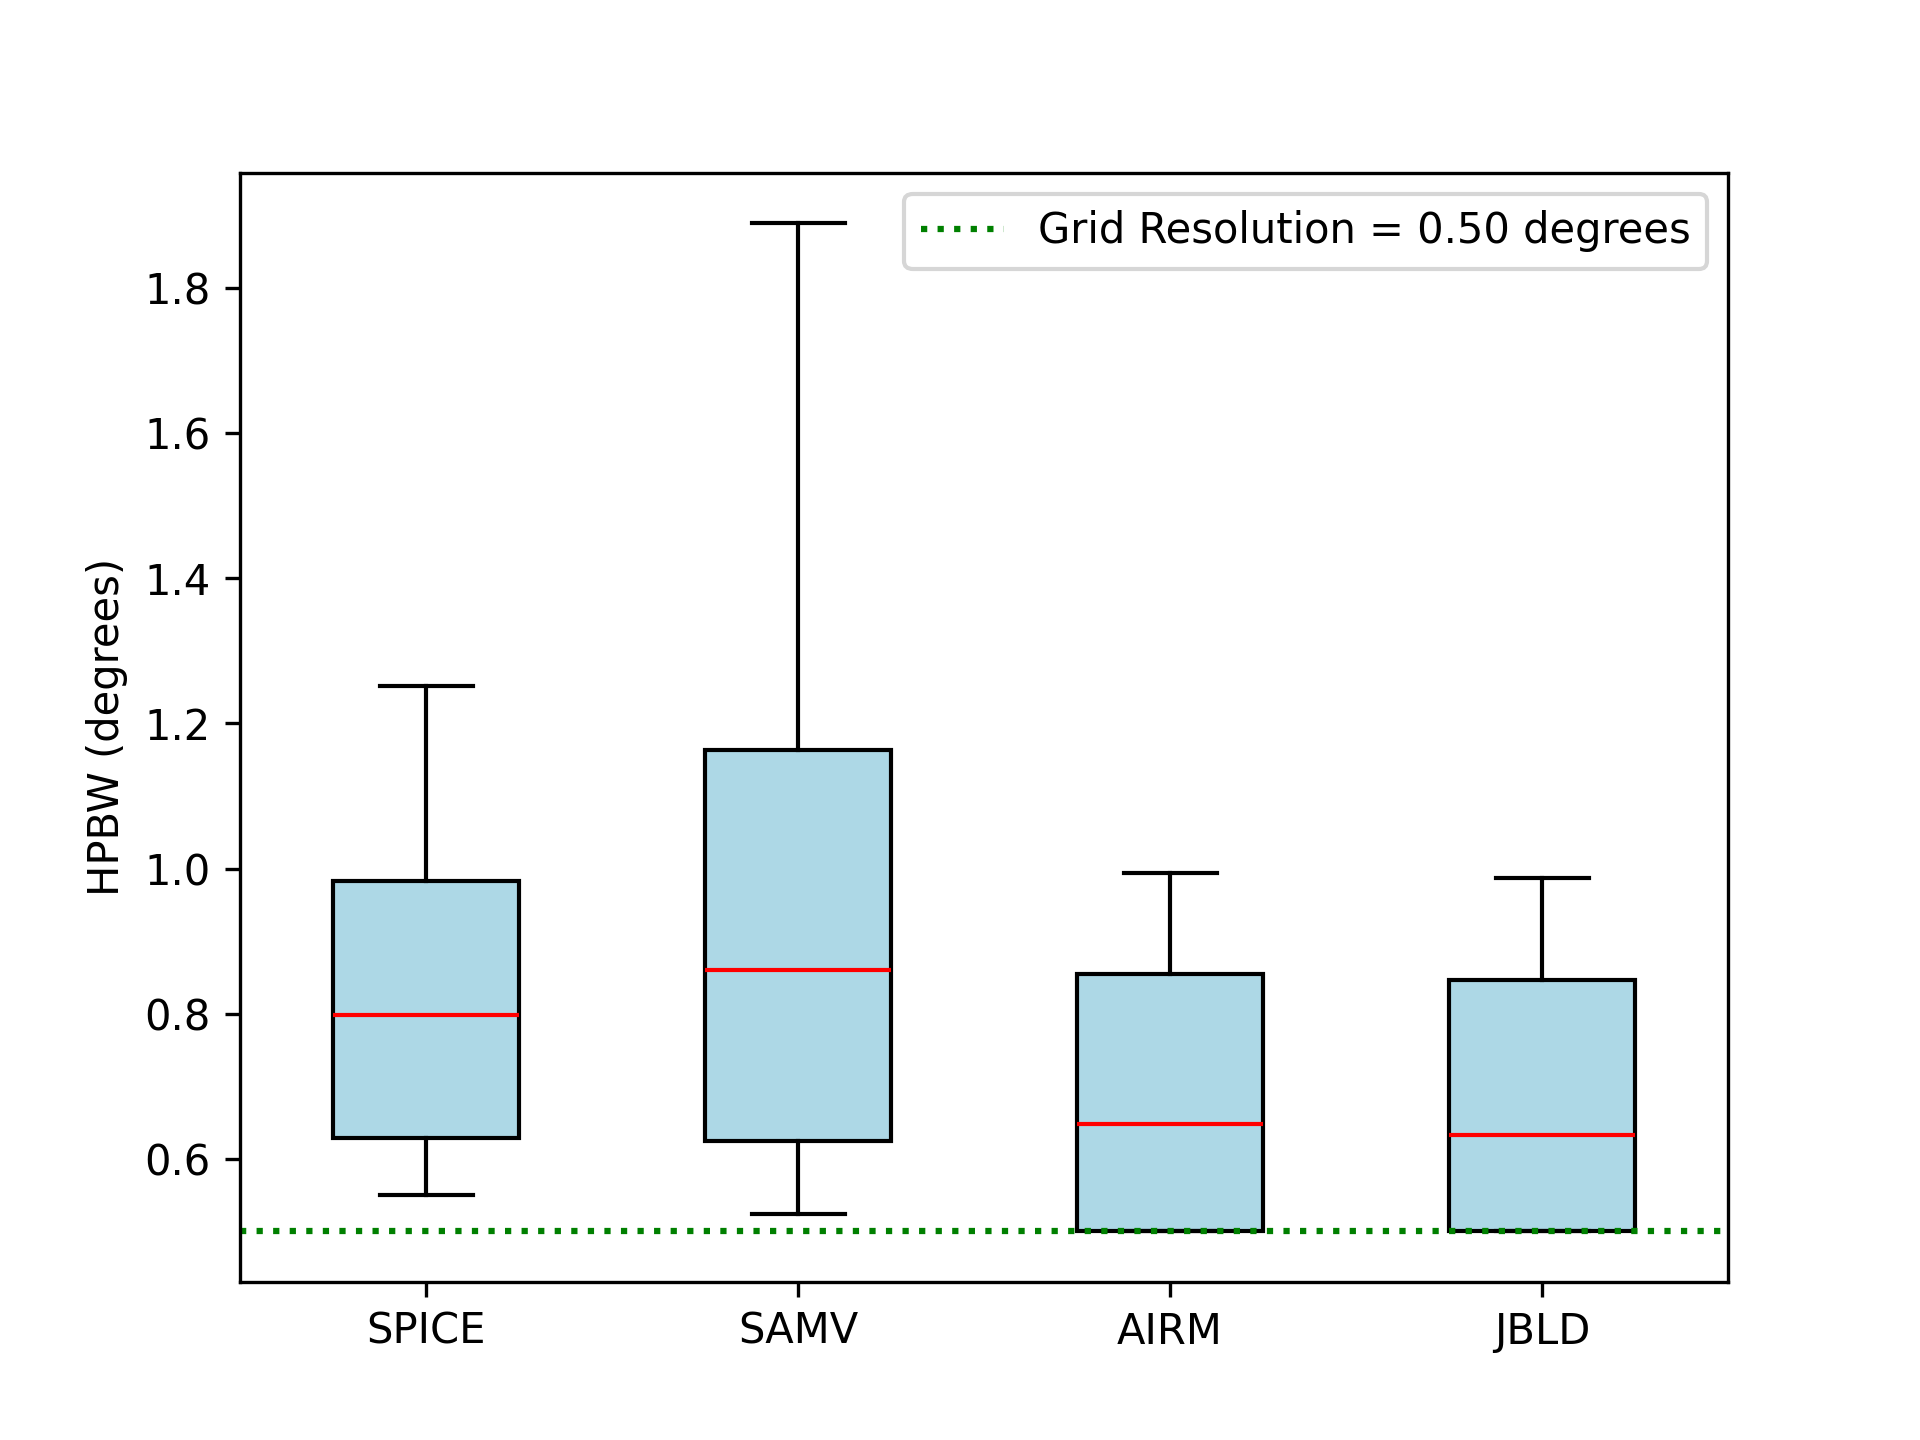 Grid Resolution = 0.50 degrees
HPBW (degrees)
1.8
1.6
1.4
1.2
1.0
0.8
0.6
SPICE SAMV AIRM JBLD